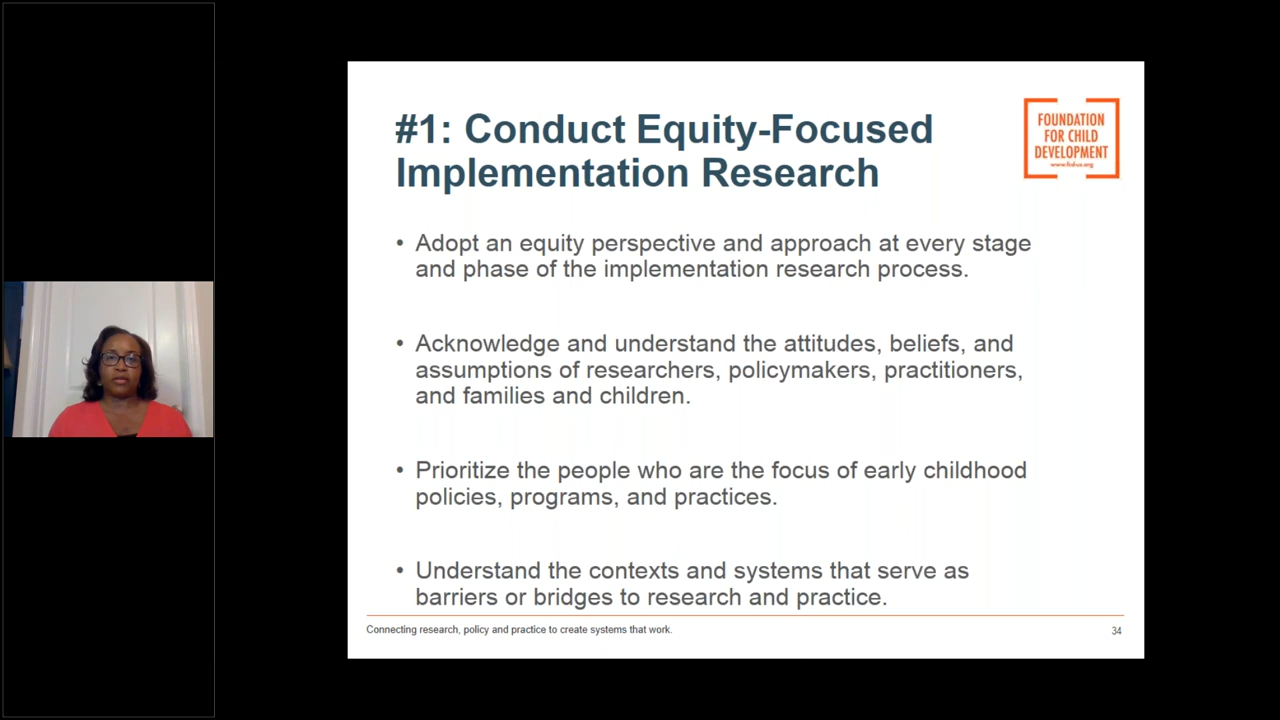 #1: Conduct Equity-Focused
Implementation Research
FOUNDATION
FOR CHILD
DEVELOPMENT
www.fcd-us.org
• Adopt an equity perspective and approach at every stage
and phase of the implementation research process.
• Acknowledge and understand the attitudes, beliefs, and
assumptions of researchers, policymakers, practitioners,
and families and children.
• Prioritize the people who are the focus of early childhood
policies, programs, and practices.
• Understand the contexts and systems that serve as
barriers or bridges to research and practice.
Connecting research, policy and practice to create systems that work.
34